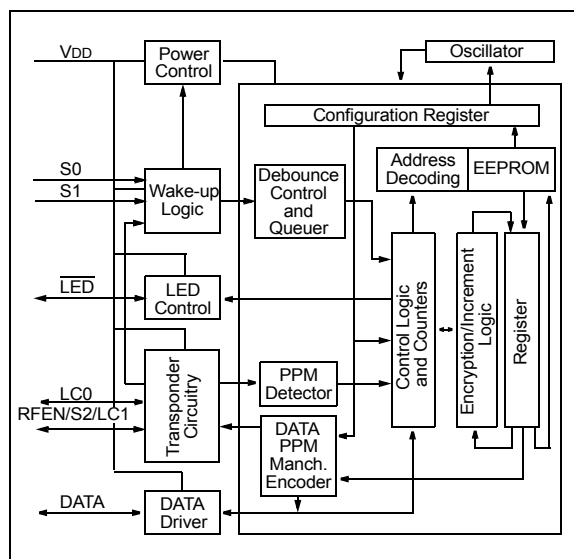 VDD
Power
Control
Oscillator
Configuration Register
S0
S1
Wake-up
Logic
Debounce
Control
and
Queuer
Address
Decoding
EEPROM
LED
LED
Control
Control Logic
and Counters
Encryption/Increment
Logic
Register
LC0
RFEN/S2/LC1
Transponder
Circuitry
PPM
Detector
DATA
PPM
Manch.
Encoder
DATA
DATA
Driver